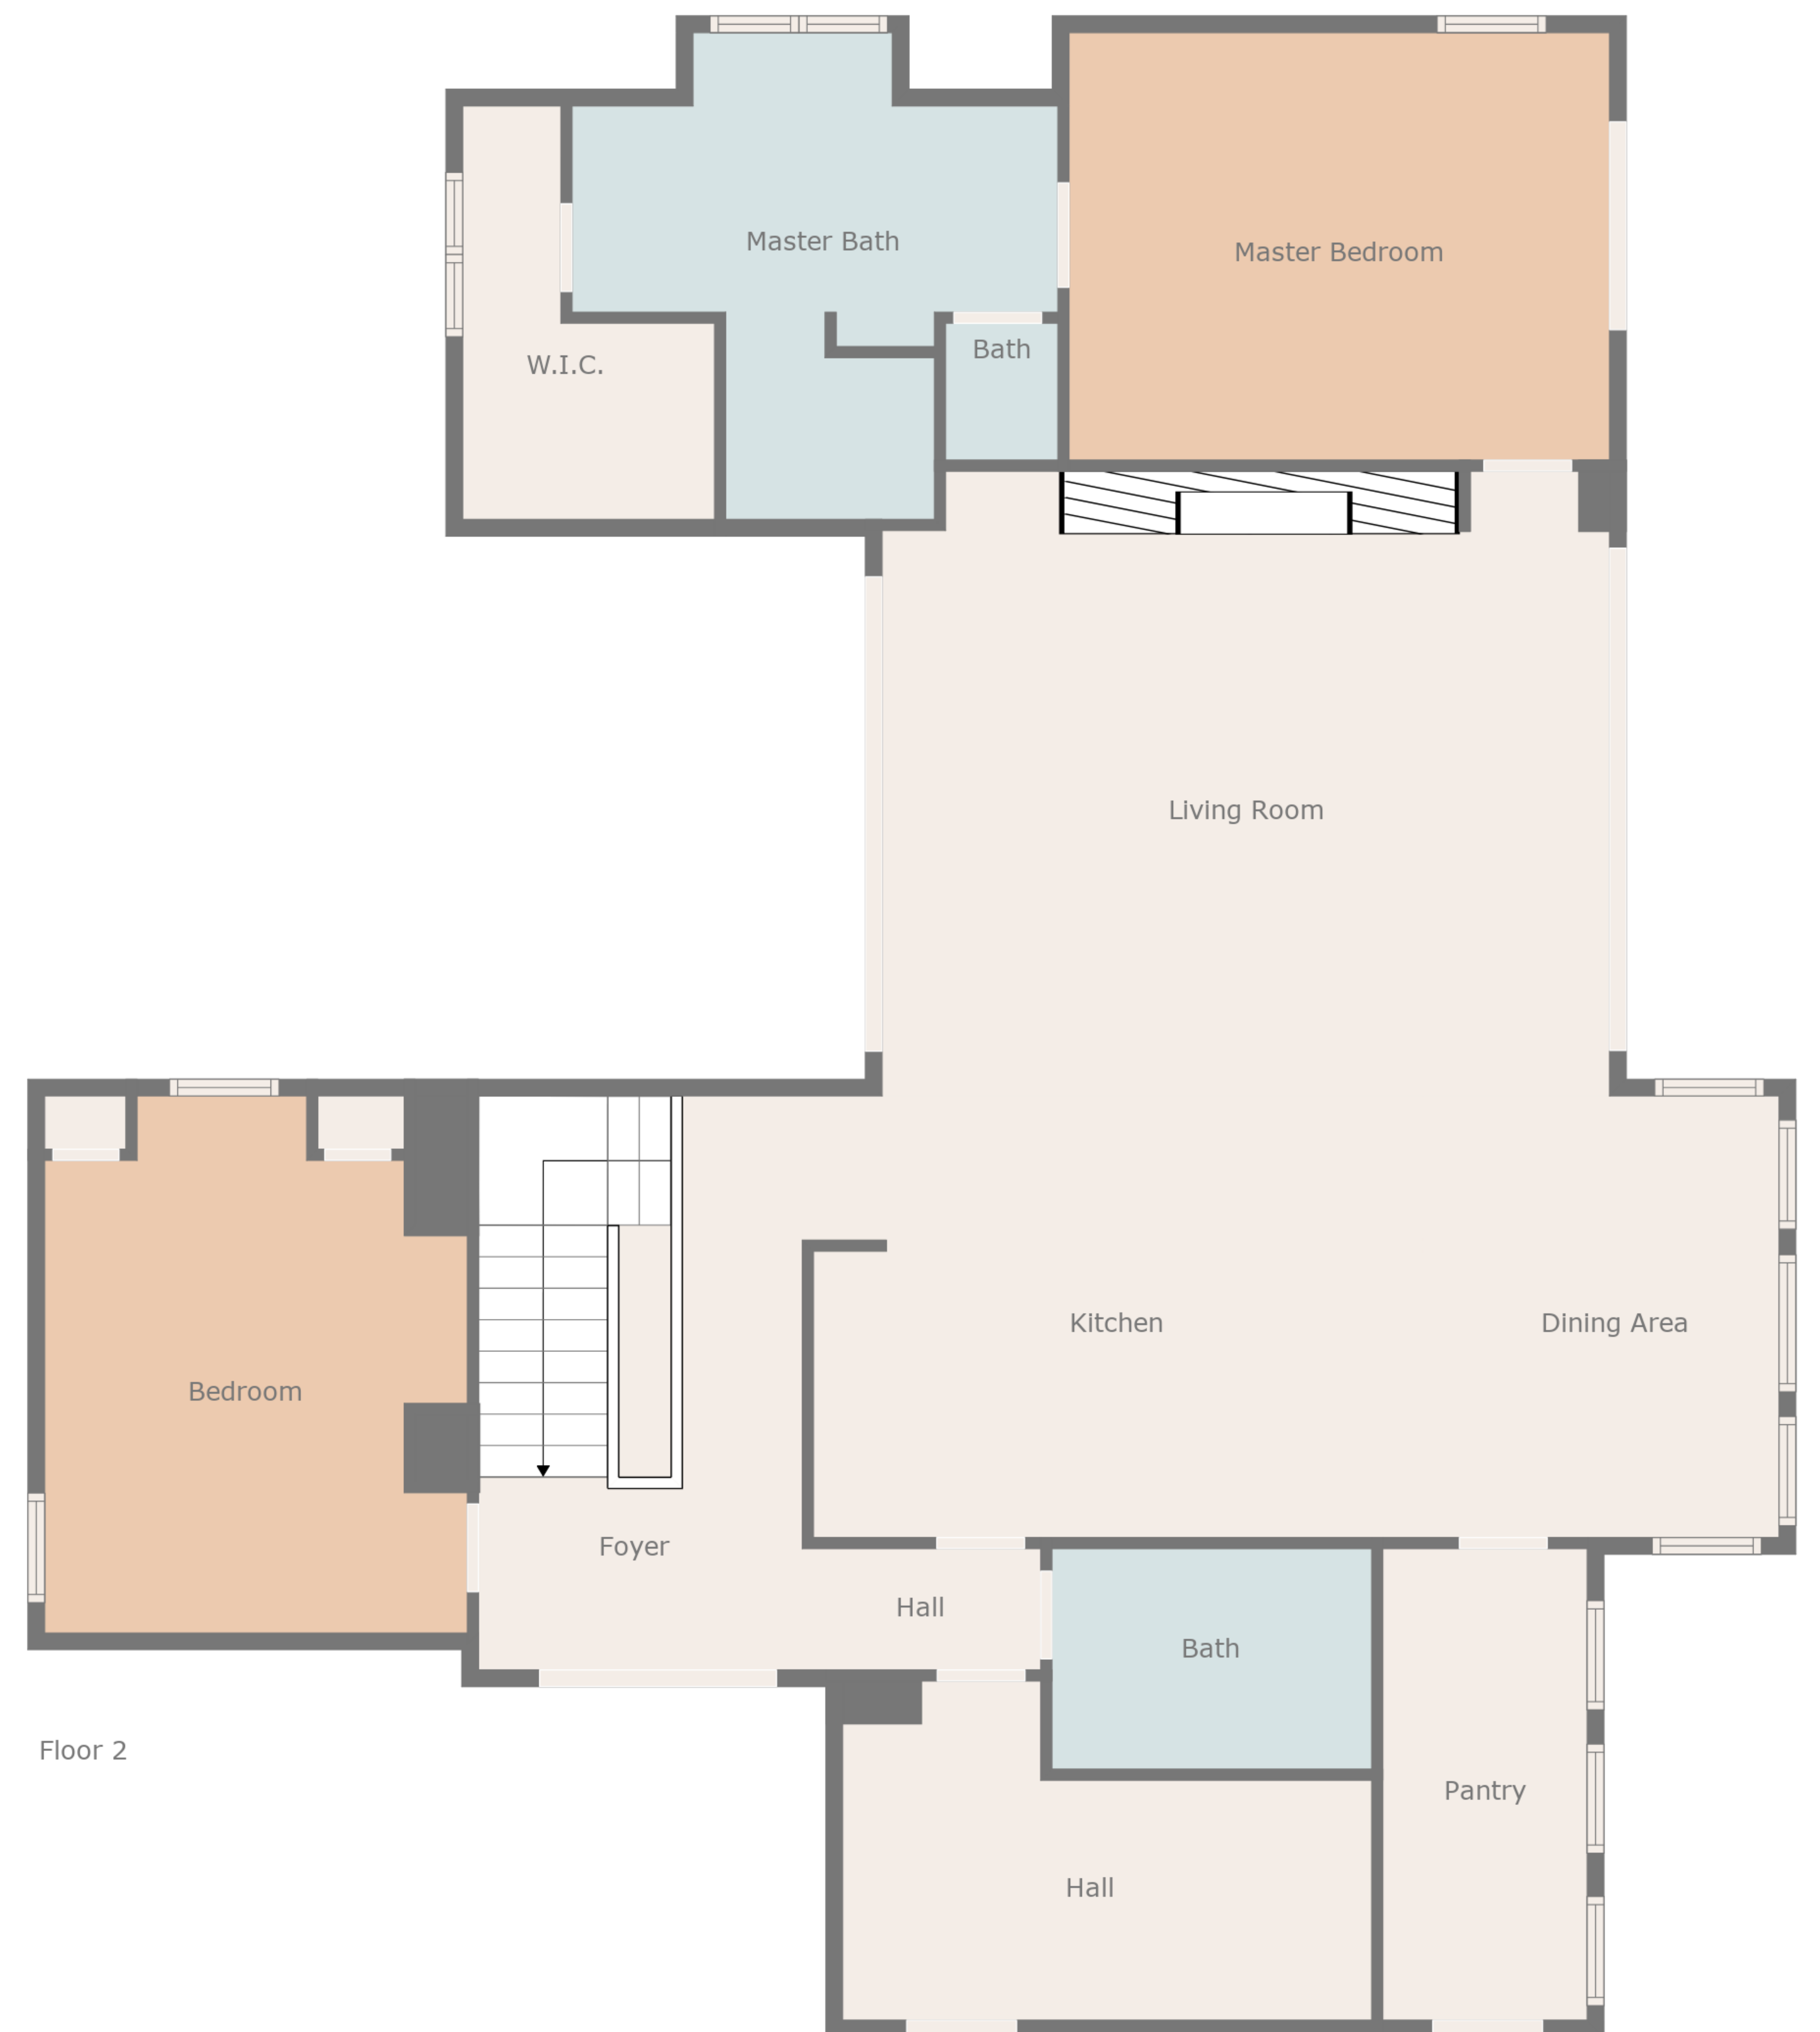 Master Bath
Master Bedroom
Bath
W.I.C.
Living Room
Kitchen
Dining Area
Bedroom
Foyer
Hall
Bath
Floor 2
Pantry
Hall